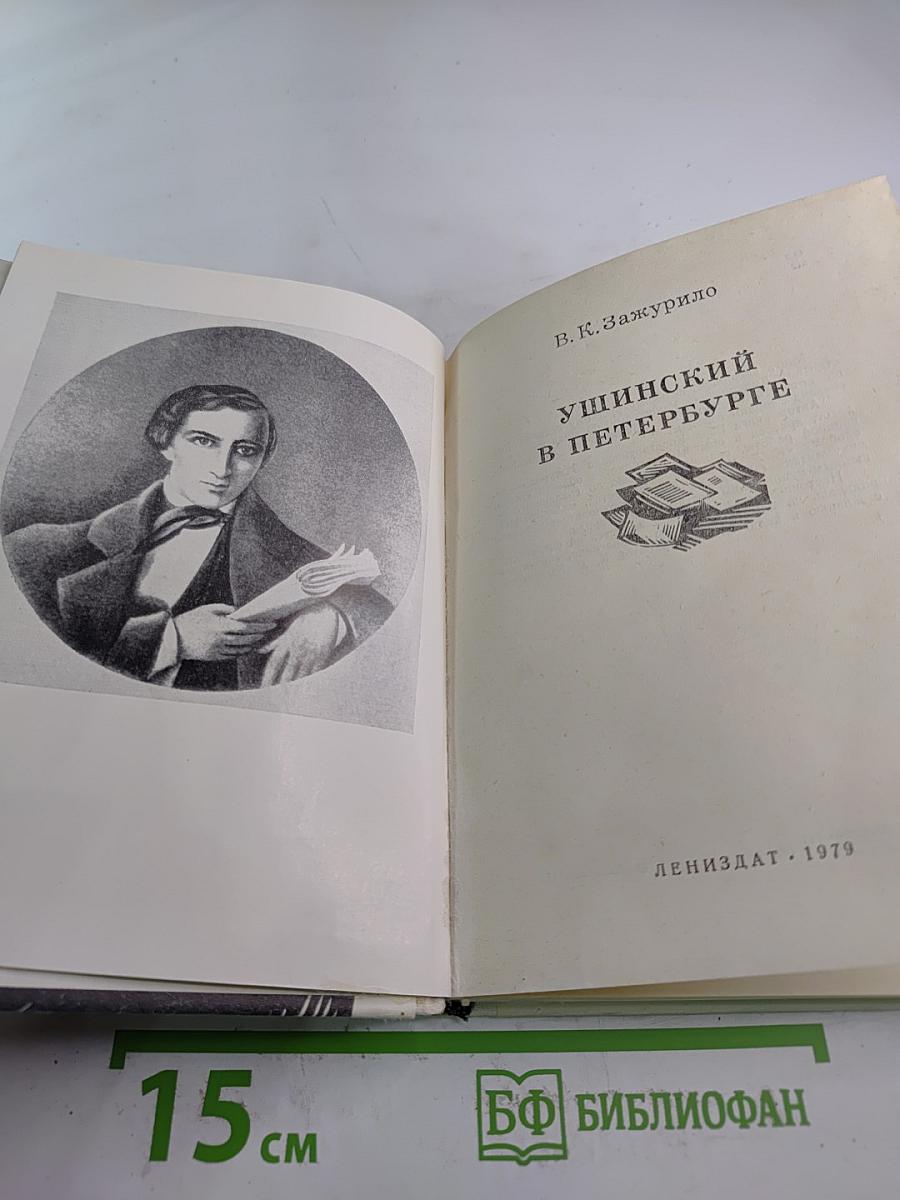 В. К. Зажурило
УШИНСКИЙ
В ПЕТЕРБУРГЕ
ЛЕНИЗДАТ • 1979
15 см
БФ БИБЛИОФАН